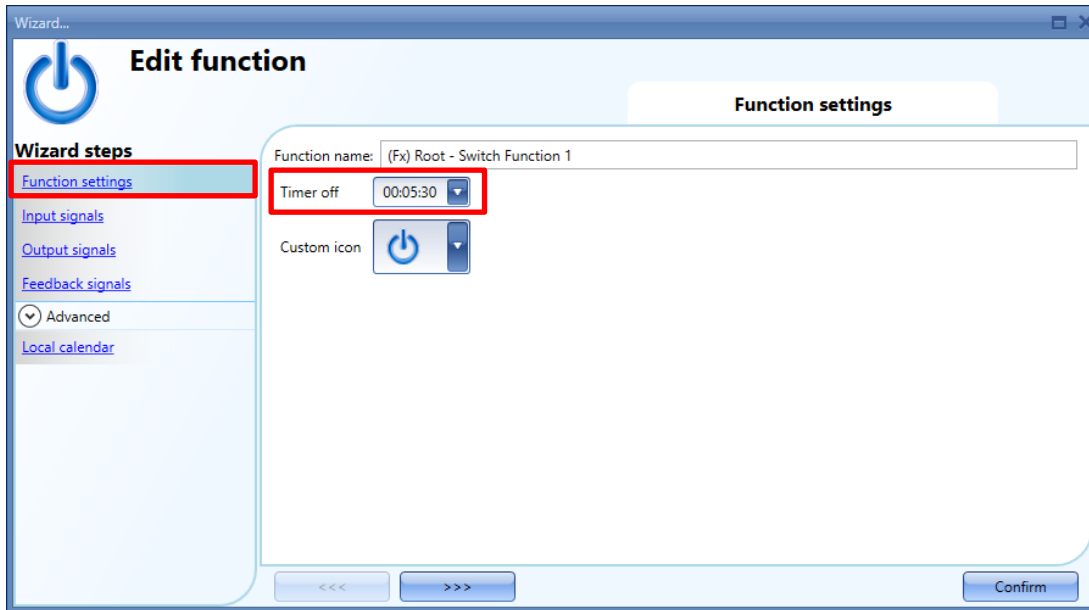 Wizard...
Edit function
Function settings
Wizard steps
Function settings
Input signals
Output signals
Feedback signals
Advanced
Local calendar
Function name: (Fx) Root - Switch Function 1
Timer off 00:05:30
Custom icon
<<< >>> Confirm